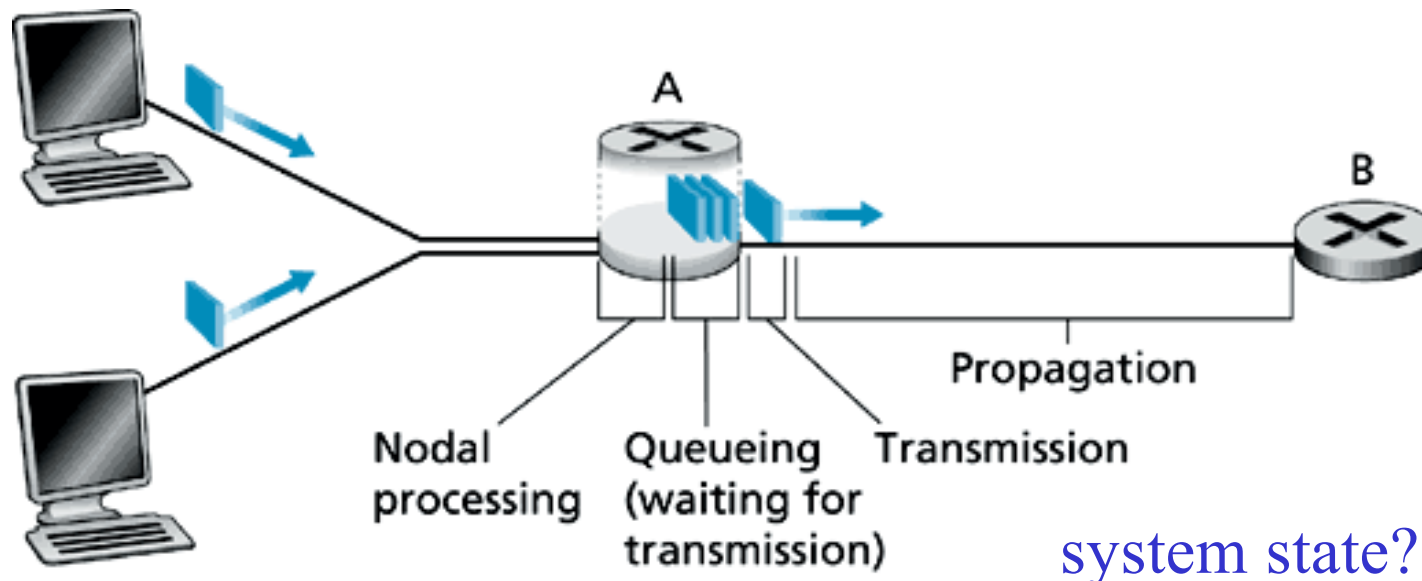 A
B
Propagation
Nodal
processing
Queueing
(waiting for
transmission)
Transmission
system state?